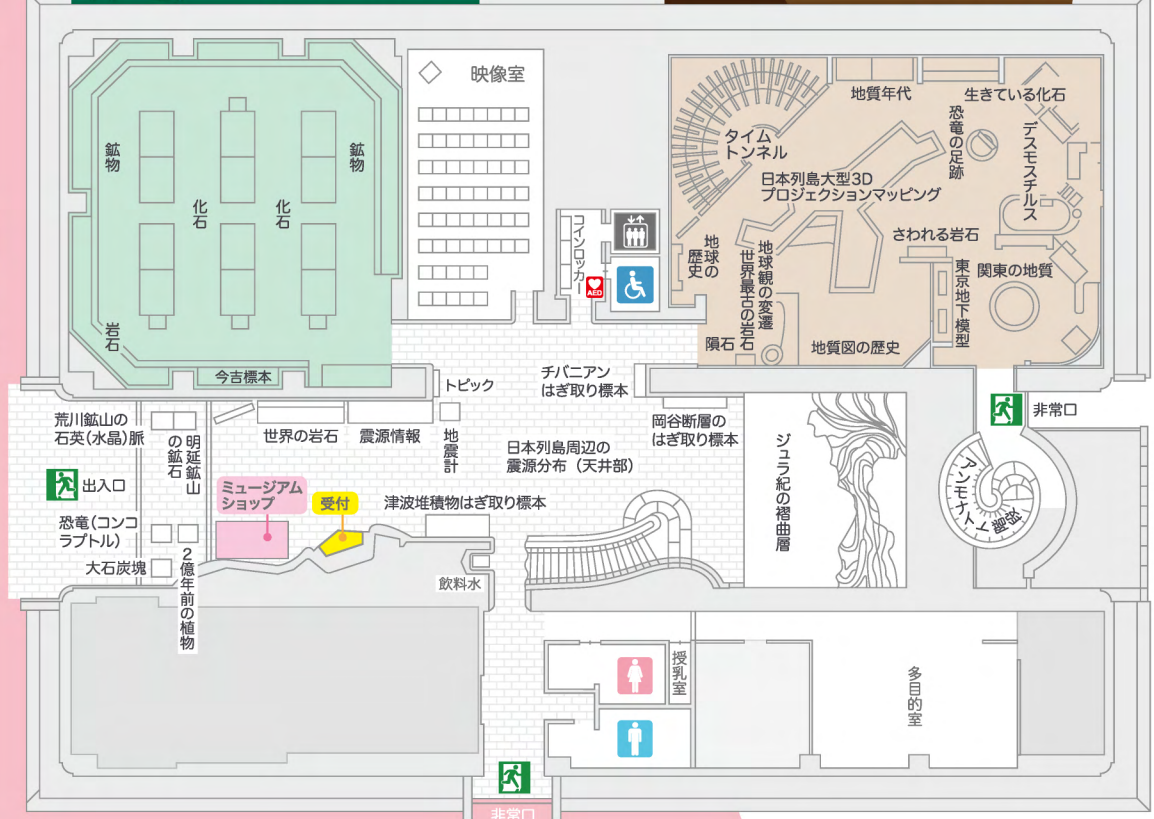 映像室
鉱物
化石
化石
鉱物
岩石
今吉標本
コインロッカー
AED
タイム
トンネル
地質年代
生きている化石
恐竜の足跡
デスモスチルス
日本列島大型3D
プロジェクションマッピング
さわれる岩石
地球の
歴史
地球観の変遷
世界最古の岩石
隕石
地質図の歴史
東京地下模型
関東の地質
トピック
チバニアン
はぎ取り標本
荒川鉱山の
石英(水晶)脈
明延鉱山
の鉱石
世界の岩石
震源情報
地震計
日本列島周辺の
震源分布（天井部）
岡谷断層の
はぎ取り標本
ジュラ紀の褶曲層
非常口
アンモナイト階段
出入口
ミュージアム
ショップ
受付
津波堆積物はぎ取り標本
恐竜（コンコ
ラプトル）
大石炭塊
2億年前の植物
飲料水
授乳室
多目的室
非常口